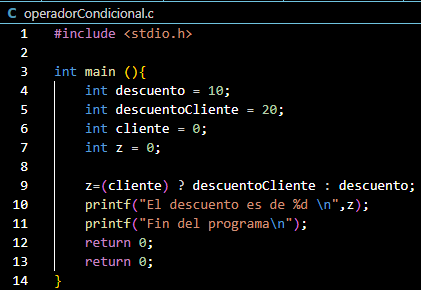 C operadorCondicional.c
1 #include <stdio.h>
2
3 int main (){
4     int descuento = 10;
5     int descuentoCliente = 20;
6     int cliente = 0;
7     int z = 0;
8
9     z=(cliente) ? descuentoCliente : descuento;
10     printf("El descuento es de %d \n",z);
11     printf("Fin del programa\n");
12     return 0;
13     return 0;
14 }